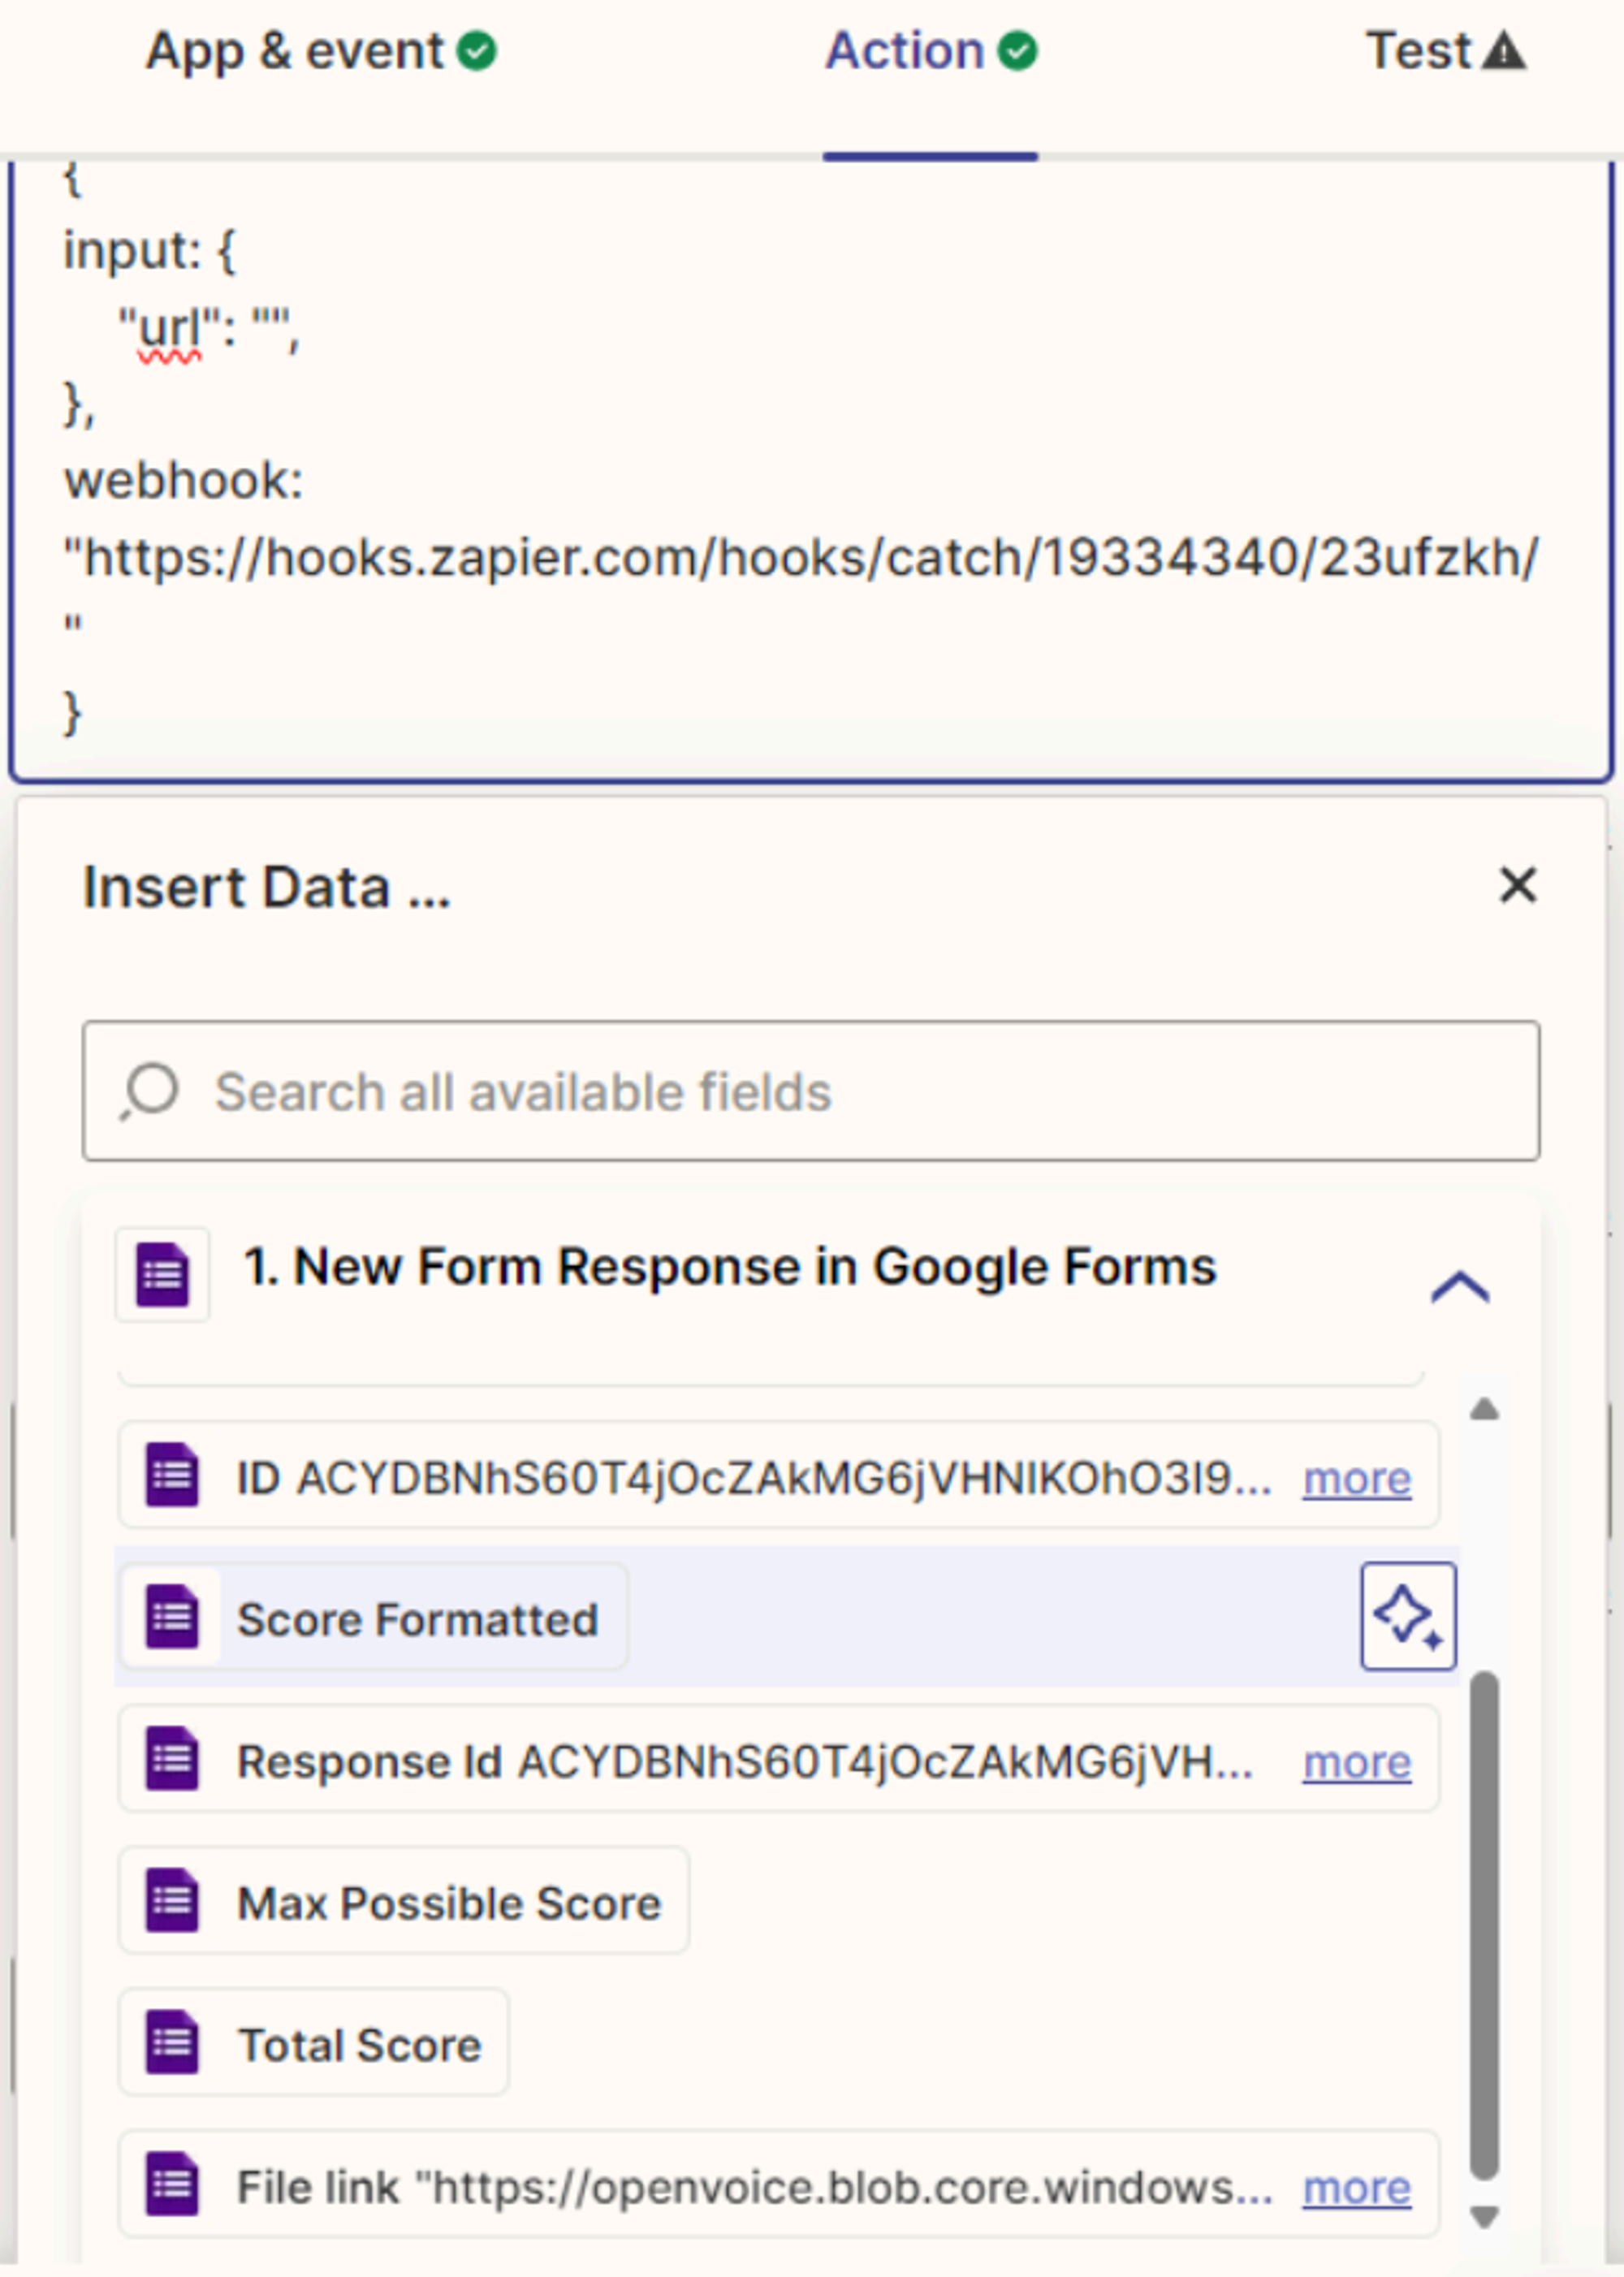 App & event
Action
Test
{
input: {
"url": "",
},
webhook:
"https://hooks.zapier.com/hooks/catch/19334340/23ufzkh/
"
}
Insert Data ...
Search all available fields
1. New Form Response in Google Forms
ID ACYDBNhS60T4jOcZAkMG6jVHNIKOhO3I9... more
Score Formatted
Response Id ACYDBNhS60T4jOcZAkMG6jVH... more
Max Possible Score
Total Score
File link "https://openvoice.blob.core.windows... more